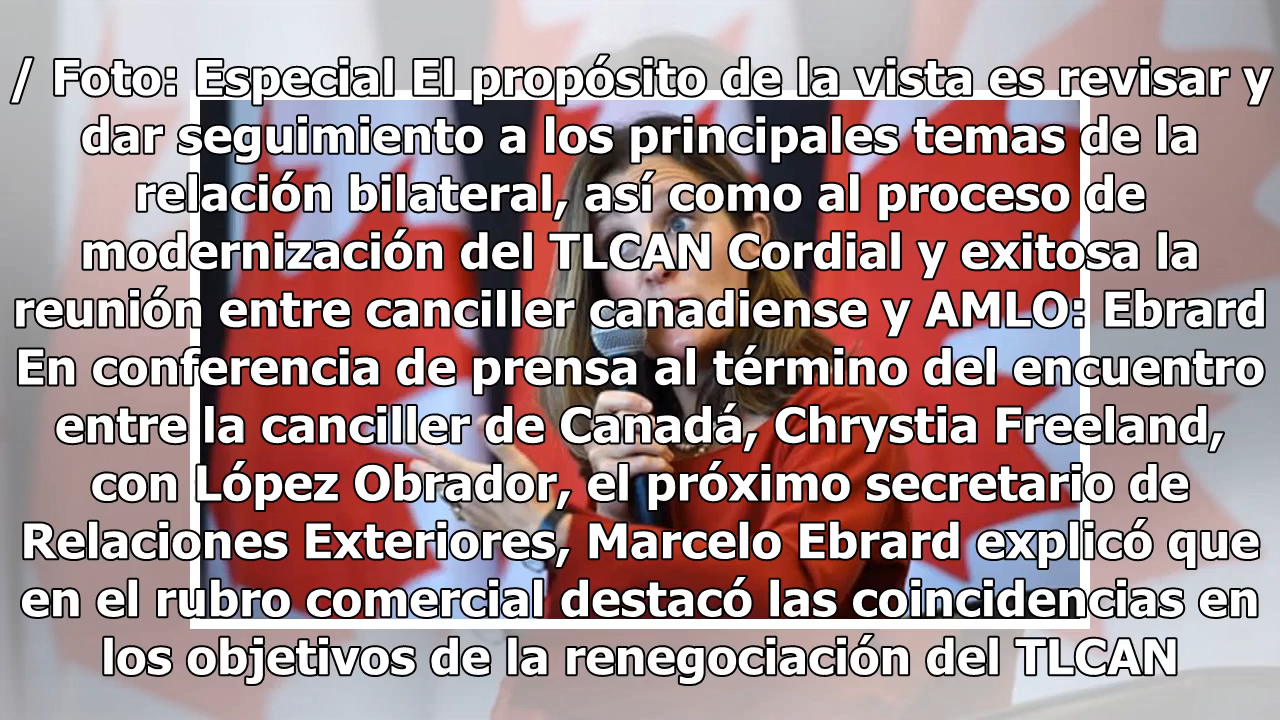 / Foto: Especial El propósito de la vista es revisar y
dar seguimiento a los principales temas de la
relación bilateral, así como al proceso de
modernización del TLCAN Cordial y exitosa la
reunión entre canciller canadiense y AMLO: Ebrard
En conferencia de prensa al término del encuentro
entre la canciller de Canadá, Chrystia Freeland,
con López Obrador, el próximo secretario de
Relaciones Exteriores, Marcelo Ebrard explicó que
en el rubro comercial destacó las coincidencias en
los objetivos de la renegociación del TLCAN